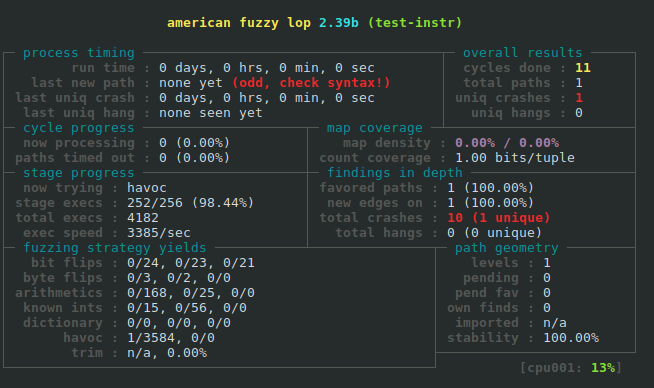 american fuzzy lop 2.39b (test-instr)
process timing
run time : 0 days, 0 hrs, 0 min, 0 sec
last new path : none yet (odd, check syntax!)
last uniq crash : 0 days, 0 hrs, 0 min, 0 sec
last uniq hang : none seen yet
overall results
cycles done : 11
total paths : 1
uniq crashes : 1
uniq hangs : 0
cycle progress
now processing : 0 (0.00%)
paths timed out : 0 (0.00%)
map coverage
map density : 0.00% / 0.00%
count coverage : 1.00 bits/tuple
stage progress
now trying : havoc
stage execs : 252/256 (98.44%)
total execs : 4182
exec speed : 3385/sec
findings in depth
favored paths : 1 (100.00%)
new edges on : 1 (100.00%)
total crashes : 10 (1 unique)
total hangs : 0 (0 unique)
fuzzing strategy yields
bit flips : 0/24, 0/23, 0/21
byte flips : 0/3, 0/2, 0/0
arithmetics : 0/168, 0/25, 0/0
known ints : 0/15, 0/56, 0/0
dictionary : 0/0, 0/0, 0/0
havoc : 1/3584, 0/0
trim : n/a, 0.00%
path geometry
levels : 1
pending : 0
pend fav : 0
own finds : 0
imported : n/a
stability : 100.00%
[cpu001: 13%]